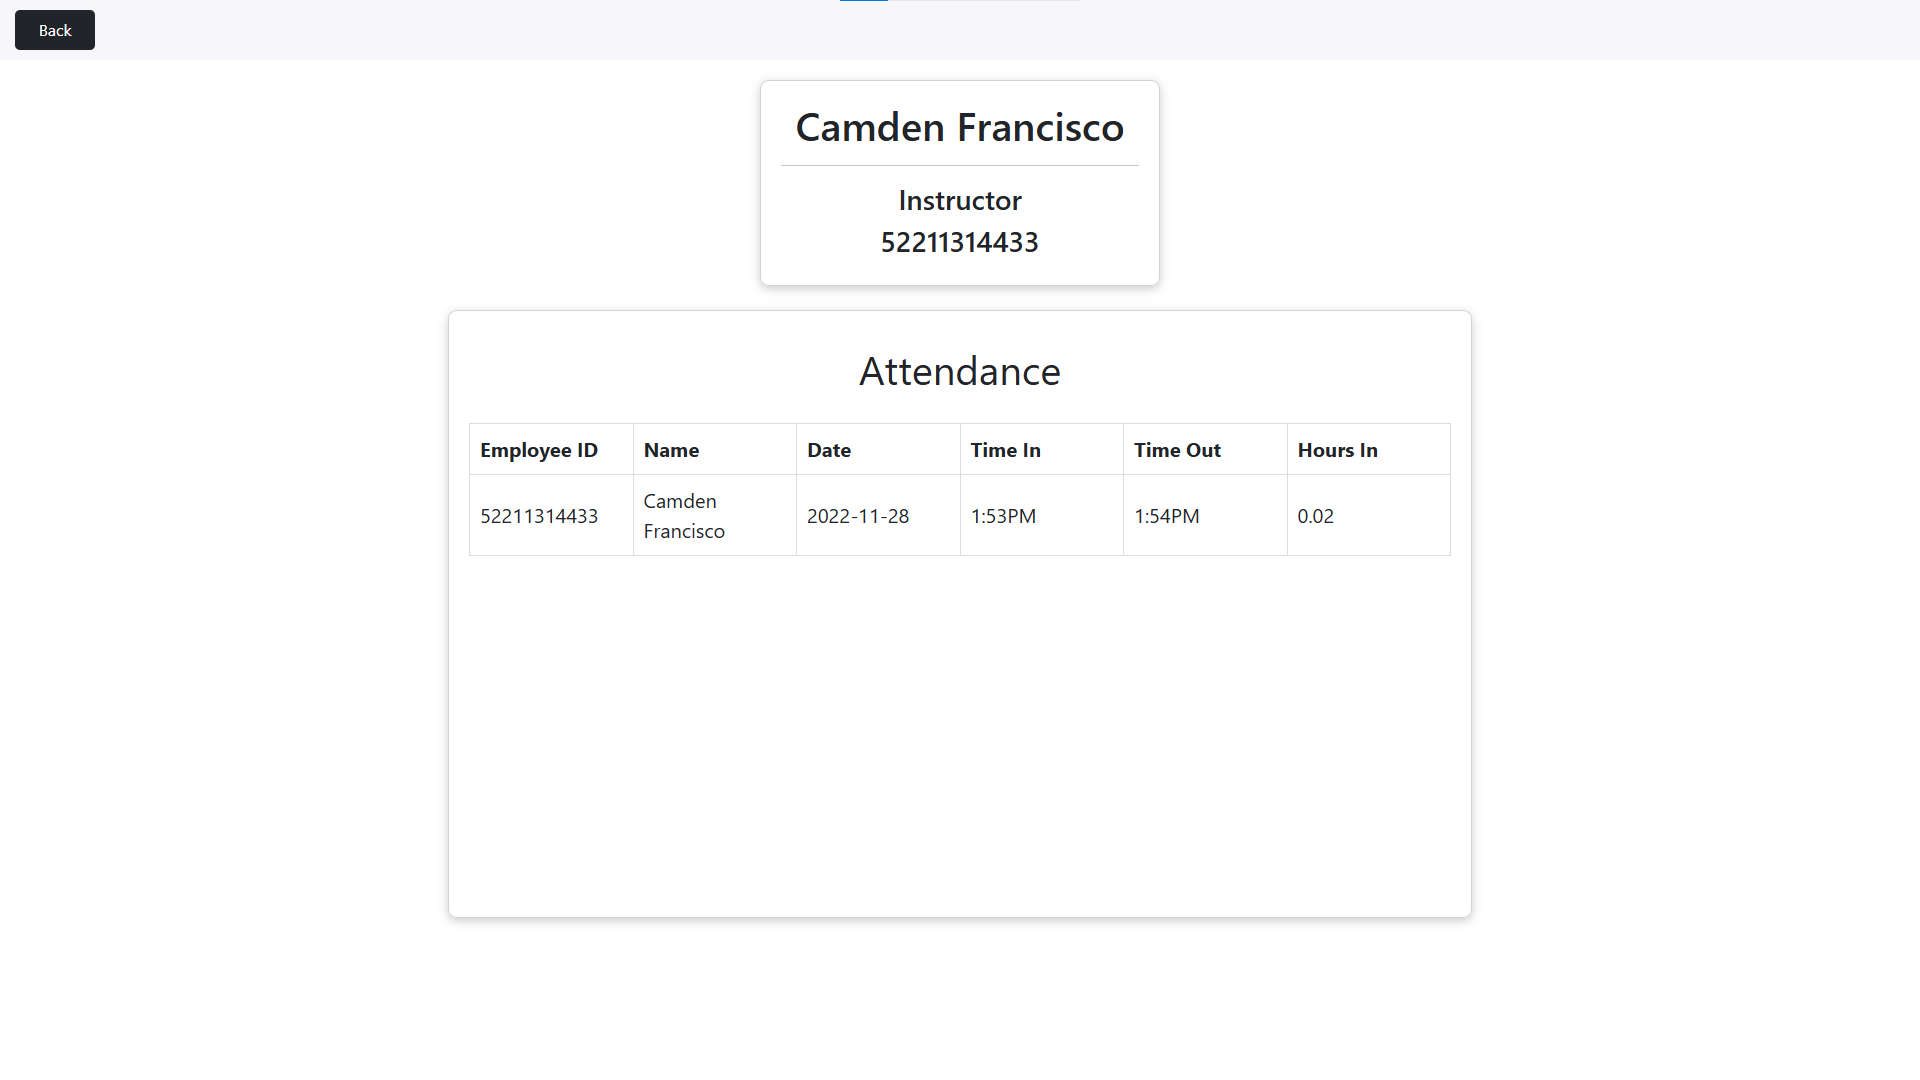 Back
Camden Francisco
Instructor
52211314433
Attendance
Employee ID Name Date Time In Time Out Hours In
52211314433 Camden Francisco 2022-11-28 1:53PM 1:54PM 0.02